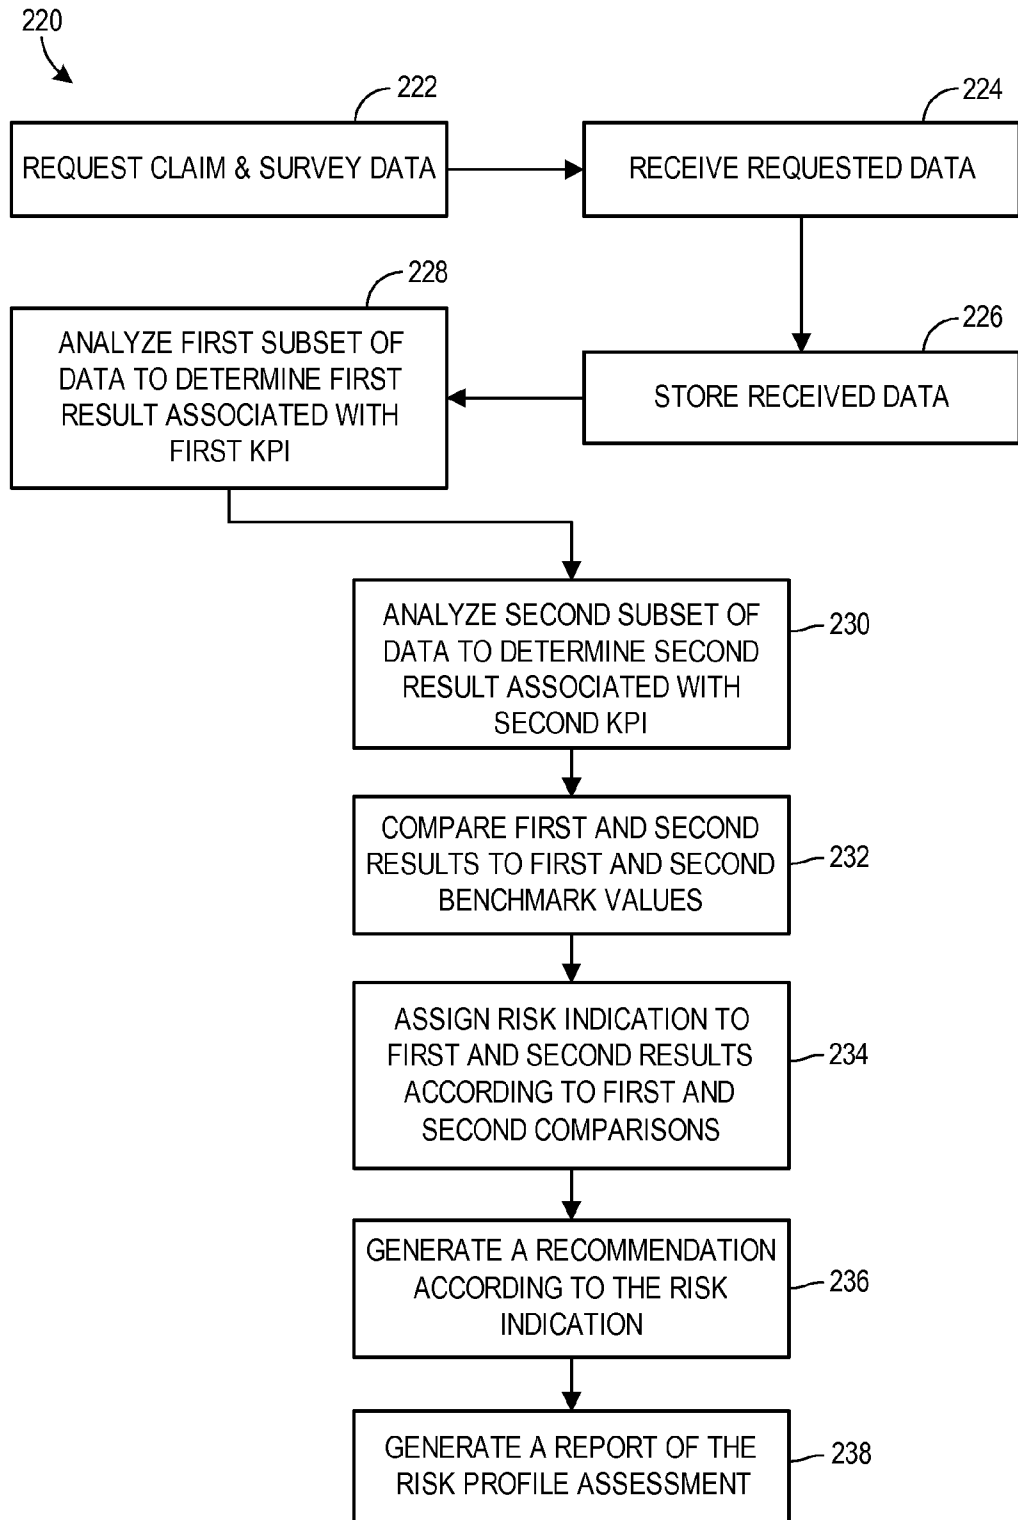 220
222
REQUEST CLAIM & SURVEY DATA
224
RECEIVE REQUESTED DATA
226
STORE RECEIVED DATA
228
ANALYZE FIRST SUBSET OF
DATA TO DETERMINE FIRST
RESULT ASSOCIATED WITH
FIRST KPI
ANALYZE SECOND SUBSET OF
DATA TO DETERMINE SECOND
RESULT ASSOCIATED WITH
SECOND KPI
230
COMPARE FIRST AND SECOND
RESULTS TO FIRST AND SECOND
BENCHMARK VALUES
232
ASSIGN RISK INDICATION TO
FIRST AND SECOND RESULTS
ACCORDING TO FIRST AND
SECOND COMPARISONS
234
GENERATE A RECOMMENDATION
ACCORDING TO THE RISK
INDICATION
236
GENERATE A REPORT OF THE
RISK PROFILE ASSESSMENT
238